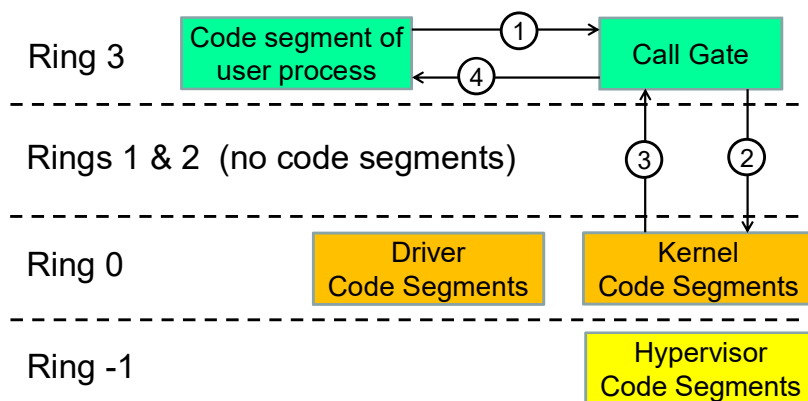 Ring 3
Code segment of
user process
1
4
Call Gate
Rings 1 & 2 (no code segments)
3
2
Ring 0
Driver
Code Segments
Kernel
Code Segments
Ring -1
Hypervisor
Code Segments